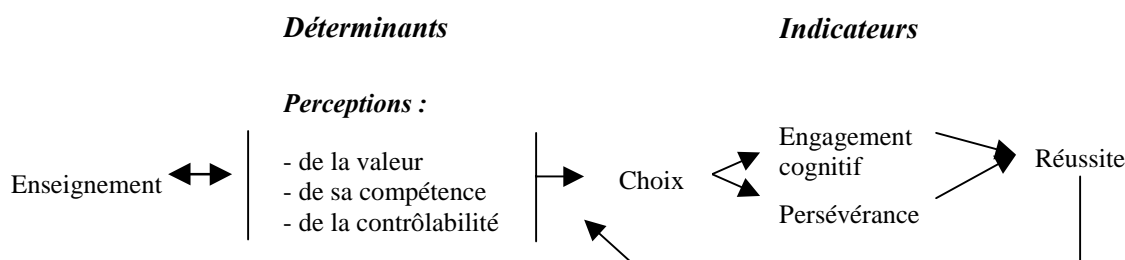 Déterminants
Indicateurs
Perceptions :
- de la valeur
- de sa compétence
- de la contrôlabilité
Enseignement
Choix
Engagement
cognitif
Persévérance
Réussite